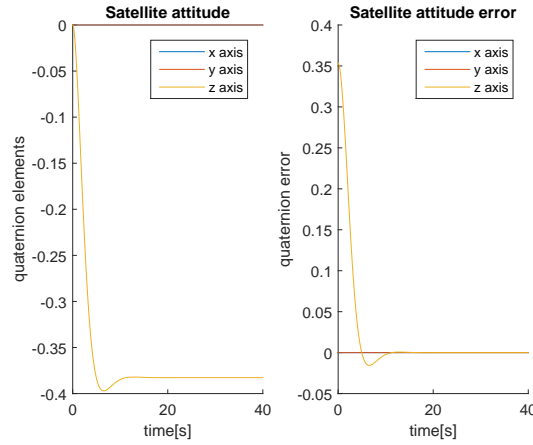 Satellite attitude
0
-0.05
-0.1
-0.15
-0.2
-0.25
-0.3
-0.35
-0.4
quaternion elements
x axis
y axis
z axis
0 20 40
time[s]
Satellite attitude error
0.4
0.35
0.3
0.25
0.2
0.15
0.1
0.05
0
-0.05
quaternion error
x axis
y axis
z axis
0 20 40
time[s]